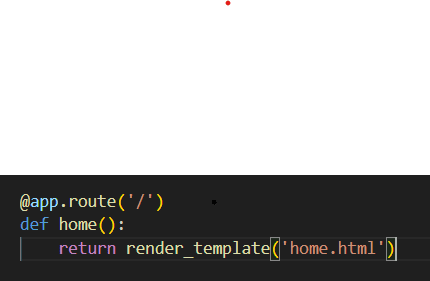 @app.route('/')
def home():
    return render_template('home.html')